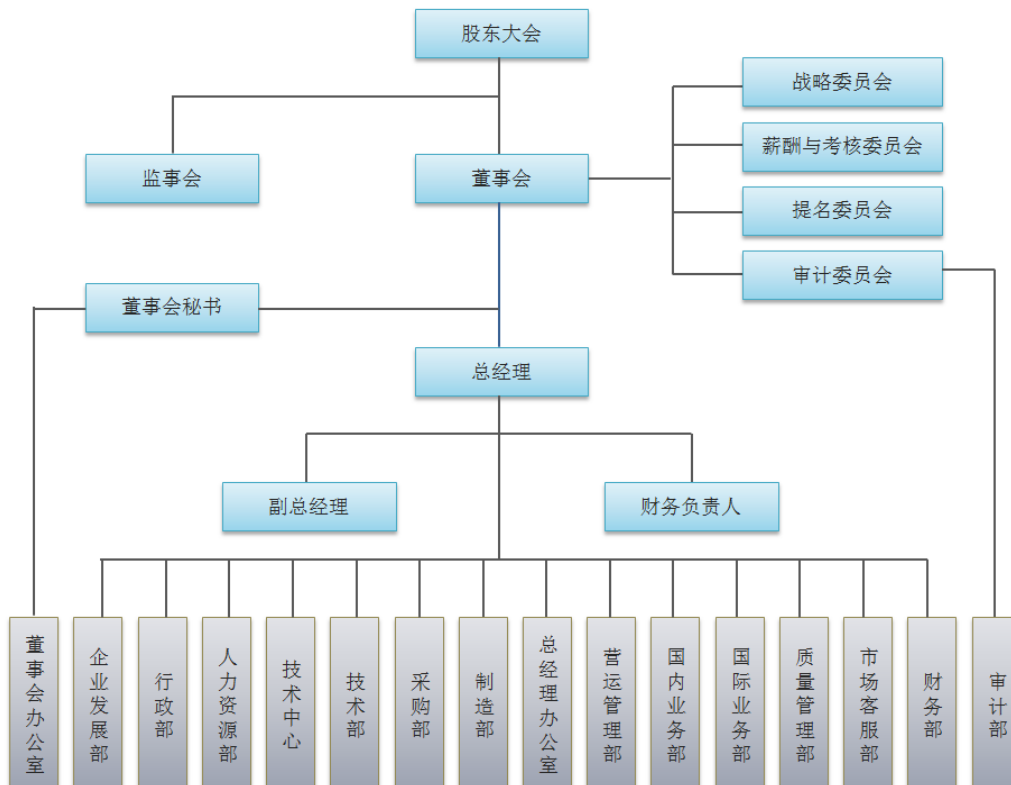 股东大会
战略委员会
薪酬与考核委员会
监事会
董事会
提名委员会
审计委员会
董事会秘书
总经理
副总经理
财务负责人
董事会办公室
企业发展部
行政部
人力资源部
技术中心
技术部
采购部
制造部
总经理办公室
营运管理部
国内业务部
国际业务部
质量管理部
市场客服部
财务部
审计部